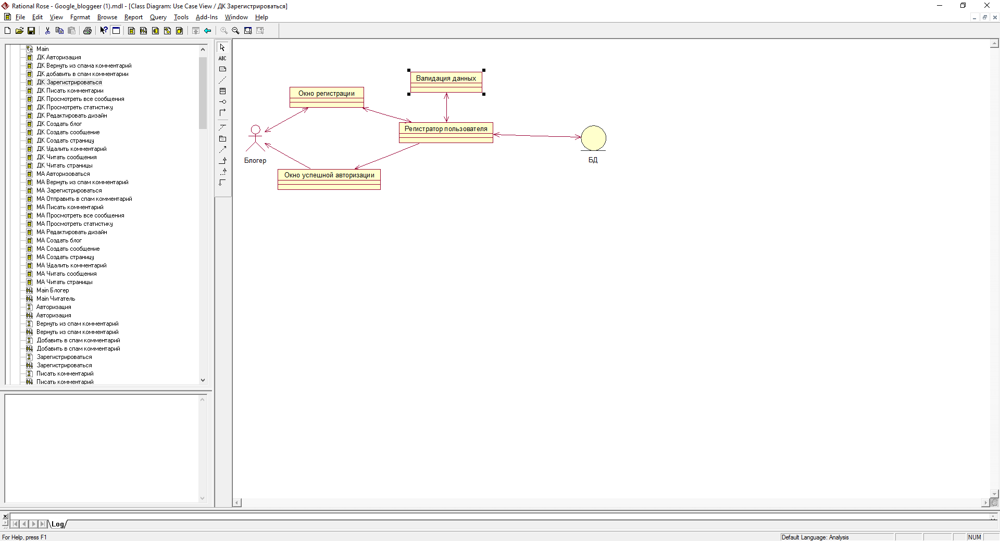 Rational Rose - Google_bloggeer (1).mdl - [Class Diagram: Use Case View / ДК Зарегистрироваться]
File Edit View Format Browse Report Query Tools Add-Ins Window Help
Main
ДК Авторизация
ДК Вернуть из спама комментарий
ДК добавить в спам комментарии
ДК Зарегистрироваться
ДК Писать комментарии
ДК Просмотреть все сообщения
ДК Просмотреть статистику
ДК Редактировать дизайн
ДК Создать блог
ДК Создать сообщение
ДК Создать страницу
ДК Удалить комментарий
ДК Читать сообщения
ДК Читать страницы
МА Авторизоваться
МА Вернуть из спам комментарий
МА Зарегистрироваться
МА Отправить в спам комментарий
МА Писать комментарий
МА Просмотреть все сообщения
МА Просмотреть статистику
МА Редактировать дизайн
МА Создать блог
МА Создать сообщение
МА Создать страницу
МА Удалить комментарий
МА Читать сообщения
МА Читать страницы
Main Блогер
Main Читатель
Авторизация
Авторизация
Вернуть из спам комментарий
Вернуть из спам комментарий
Добавить в спам комментарий
Добавить в спам комментарий
Зарегистрироваться
Зарегистрироваться
Писать комментарий
Писать комментарий
ABC
Валидация данных
Окно регистрации
Регистратор пользователя
Блогер
БД
Окно успешной авторизации
Log
For Help, press F1
Default Language: Analysis
NUM